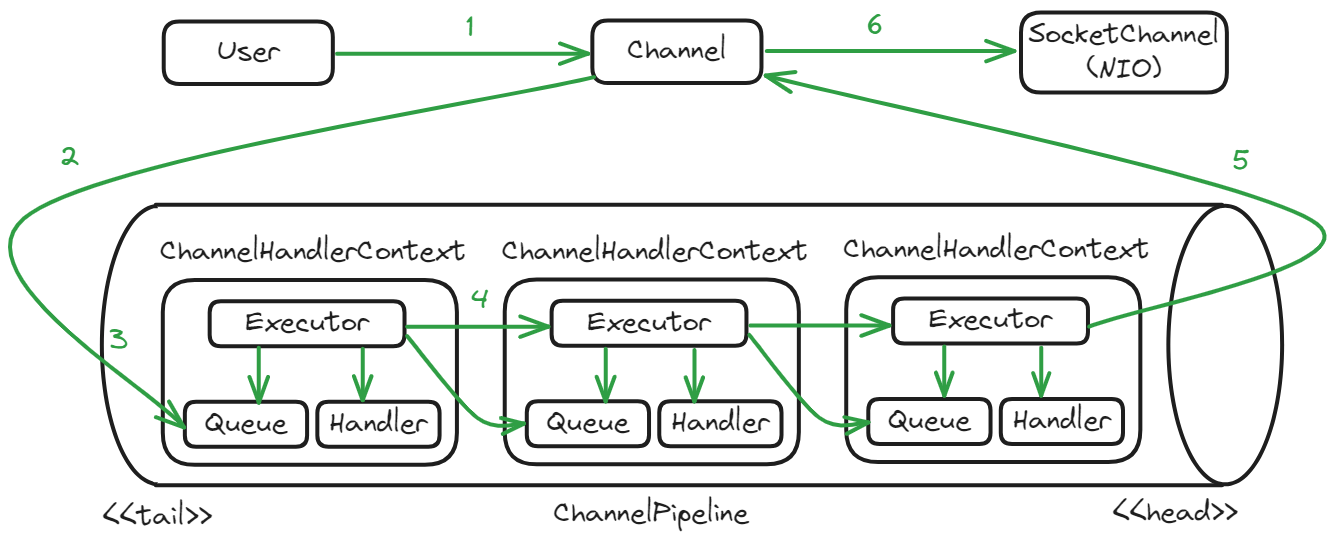 1
6
User
Channel
SocketChannel
(NIO)
2
5
ChannelHandlerContext
ChannelHandlerContext
ChannelHandlerContext
4
Executor
Executor
Executor
3
Queue
Handler
Queue
Handler
Queue
Handler
<<tail>>
ChannelPipeline
<<head>>